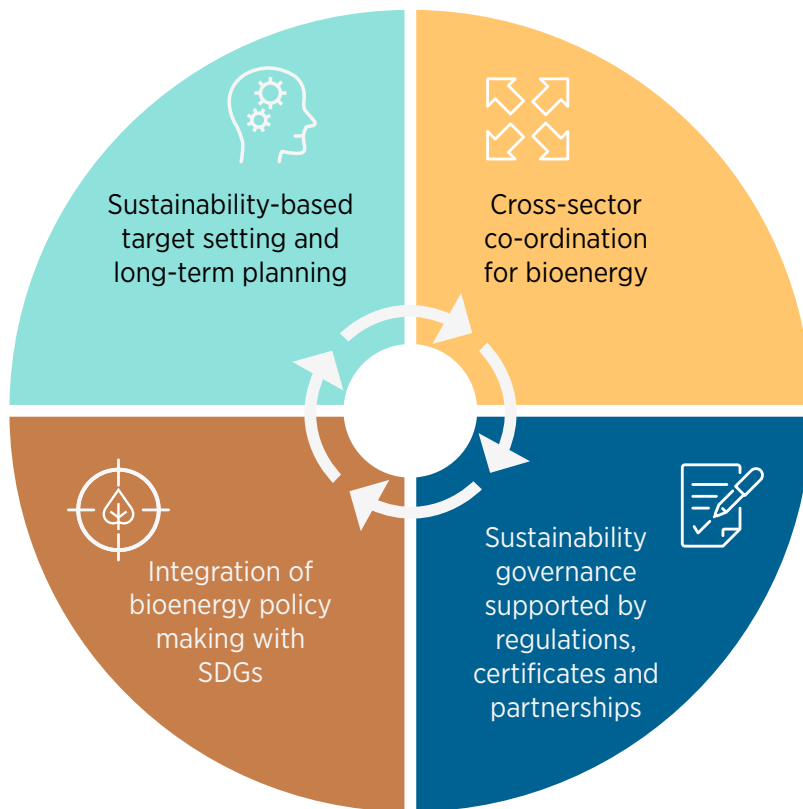 Sustainability-based
target setting and
long-term planning
Cross-sector
co-ordination
for bioenergy
Integration of
bioenergy policy
making with
SDGs
Sustainability
governance
supported by
regulations,
certificates and
partnerships